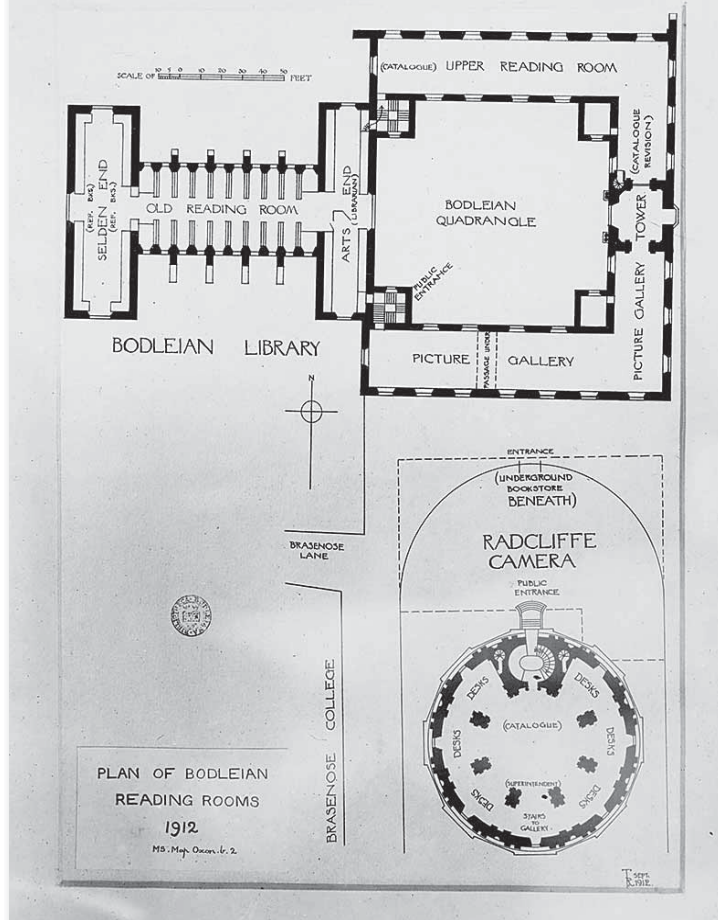 (CATALOGUE) UPPER READING ROOM
SCALE OF 10 5 0 10 20 30 40 50 FEET
(CATALOGUE
REVISION)
SELDEN END
(REF. BKS.)
(REF. BKS.)
OLD READING ROOM
ARTS END
(LIBRARIAN)
BODLEIAN
QUADRANGLE
TOWER
PUBLIC
ENTRANCE
PICTURE GALLERY
BODLEIAN LIBRARY
PICTURE GALLERY
PASSAGE UNDER
N
ENTRANCE
(UNDERGROUND
BOOKSTORE
BENEATH)
RADCLIFFE
CAMERA
BRASENOSE
LANE
PUBLIC
ENTRANCE
BRASENOSE COLLEGE
DESKS
DESKS
(CATALOGUE)
DESKS
DESKS
(SUPERINTENDENT)
DESKS
DESKS
STAIRS
TO
GALLERY.
PLAN OF BODLEIAN
READING ROOMS
1912
MS. Map Oxon. b. 2
SEPT.
1912.